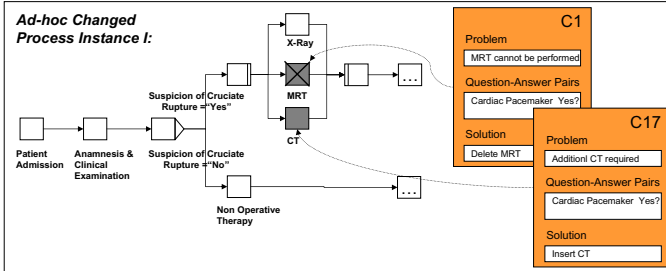 Ad-hoc Changed
Process Instance I:
X-Ray
MRT
...
Suspicion of Cruciate
Rupture ="Yes"
CT
Patient
Admission
Anamnesis &
Clinical
Examination
Suspicion of Cruciate
Rupture ="No"
Non Operative
Therapy
...
C1
Problem
MRT cannot be performed
Question-Answer Pairs
Cardiac Pacemaker Yes?
Solution
Delete MRT
C17
Problem
Additionl CT required
Question-Answer Pairs
Cardiac Pacemaker Yes?
Solution
Insert CT